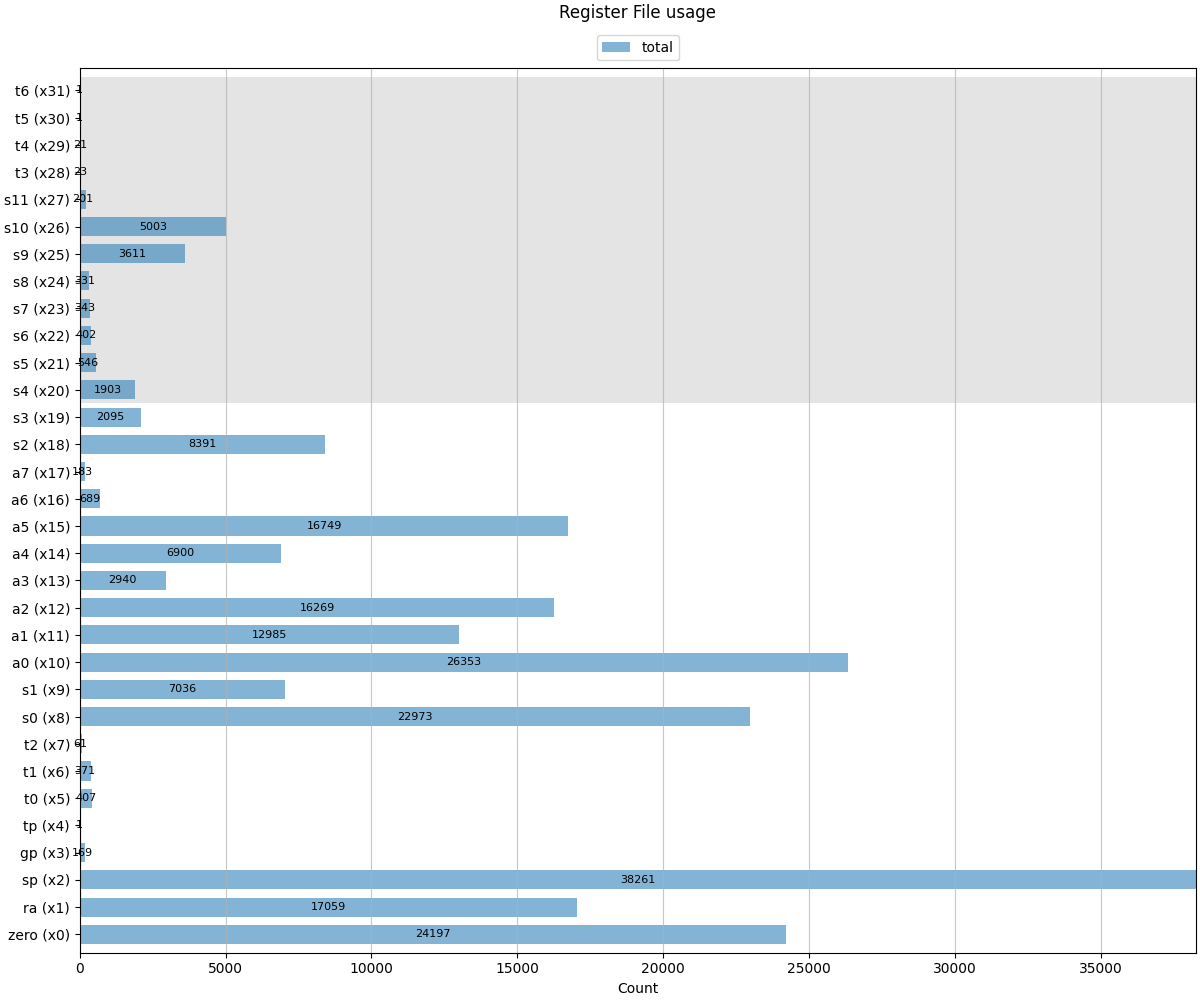 Register File usage
total
t6 (x31) 1
t5 (x30) 1
t4 (x29) 21
t3 (x28) 23
s11 (x27) 201
s10 (x26) 5003
s9 (x25) 3611
s8 (x24) 331
s7 (x23) 343
s6 (x22) 402
s5 (x21) 546
s4 (x20) 1903
s3 (x19) 2095
s2 (x18) 8391
a7 (x17) 183
a6 (x16) 689
a5 (x15) 16749
a4 (x14) 6900
a3 (x13) 2940
a2 (x12) 16269
a1 (x11) 12985
a0 (x10) 26353
s1 (x9) 7036
s0 (x8) 22973
t2 (x7) 61
t1 (x6) 371
t0 (x5) 407
tp (x4) 1
gp (x3) 169
sp (x2) 38261
ra (x1) 17059
zero (x0) 24197
0 5000 10000 15000 20000 25000 30000 35000
Count